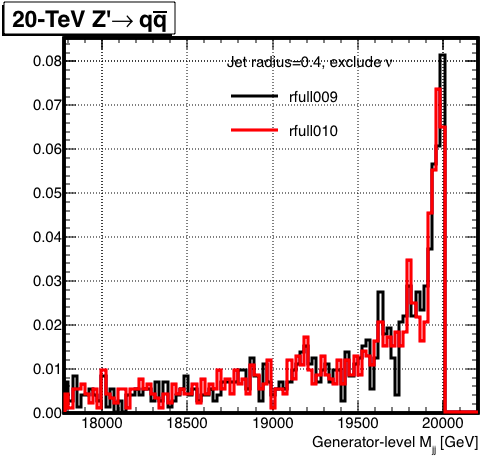 20-TeV Z'→ qq̅
Jet radius=0.4, exclude ν
rfull009
rfull010
0.08
0.07
0.06
0.05
0.04
0.03
0.02
0.01
0.00
18000 18500 19000 19500 20000
Generator-level M_jj [GeV]